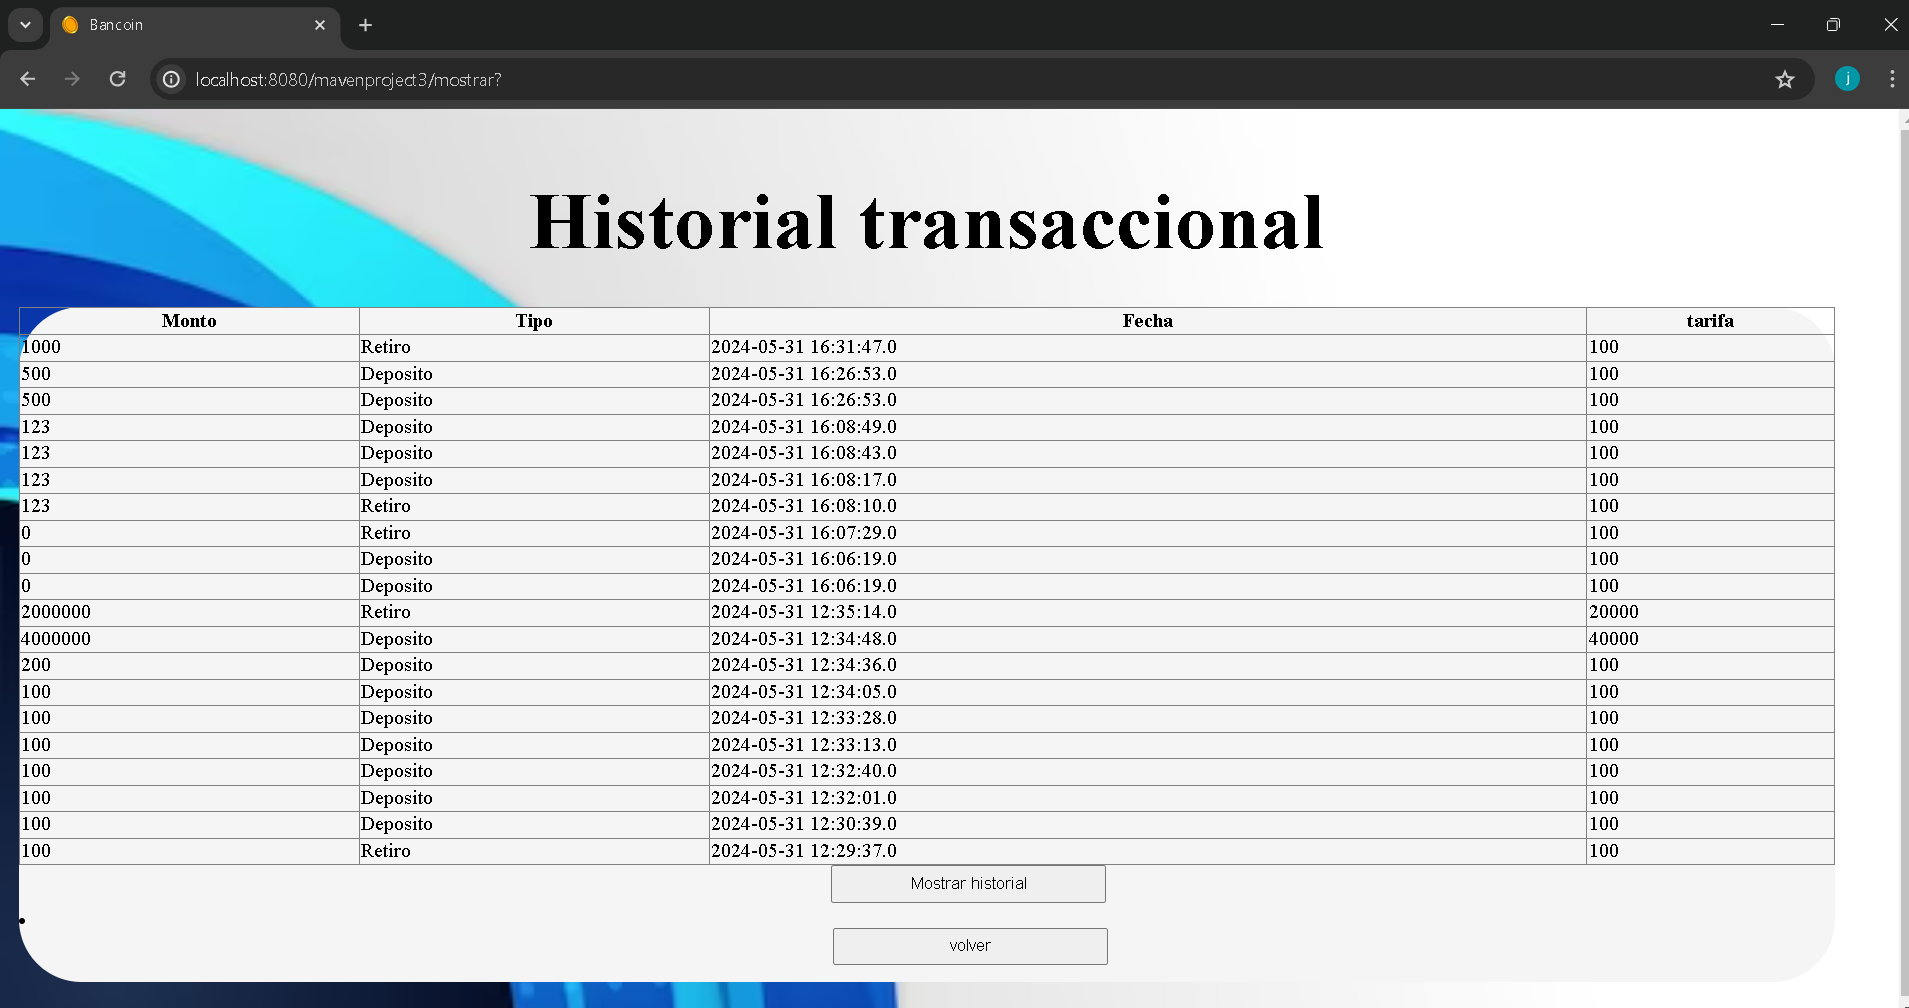 Bancoin
localhost:8080/mavenproject3/mostrar?
j
Historial transaccional
Monto Tipo Fecha tarifa
1000 Retiro 2024-05-31 16:31:47.0 100
500 Deposito 2024-05-31 16:26:53.0 100
500 Deposito 2024-05-31 16:26:53.0 100
123 Deposito 2024-05-31 16:08:49.0 100
123 Deposito 2024-05-31 16:08:43.0 100
123 Deposito 2024-05-31 16:08:17.0 100
123 Retiro 2024-05-31 16:08:10.0 100
0 Retiro 2024-05-31 16:07:29.0 100
0 Deposito 2024-05-31 16:06:19.0 100
0 Deposito 2024-05-31 16:06:19.0 100
2000000 Retiro 2024-05-31 12:35:14.0 20000
4000000 Deposito 2024-05-31 12:34:48.0 40000
200 Deposito 2024-05-31 12:34:36.0 100
100 Deposito 2024-05-31 12:34:05.0 100
100 Deposito 2024-05-31 12:33:28.0 100
100 Deposito 2024-05-31 12:33:13.0 100
100 Deposito 2024-05-31 12:32:40.0 100
100 Deposito 2024-05-31 12:32:01.0 100
100 Deposito 2024-05-31 12:30:39.0 100
100 Retiro 2024-05-31 12:29:37.0 100
Mostrar historial
volver